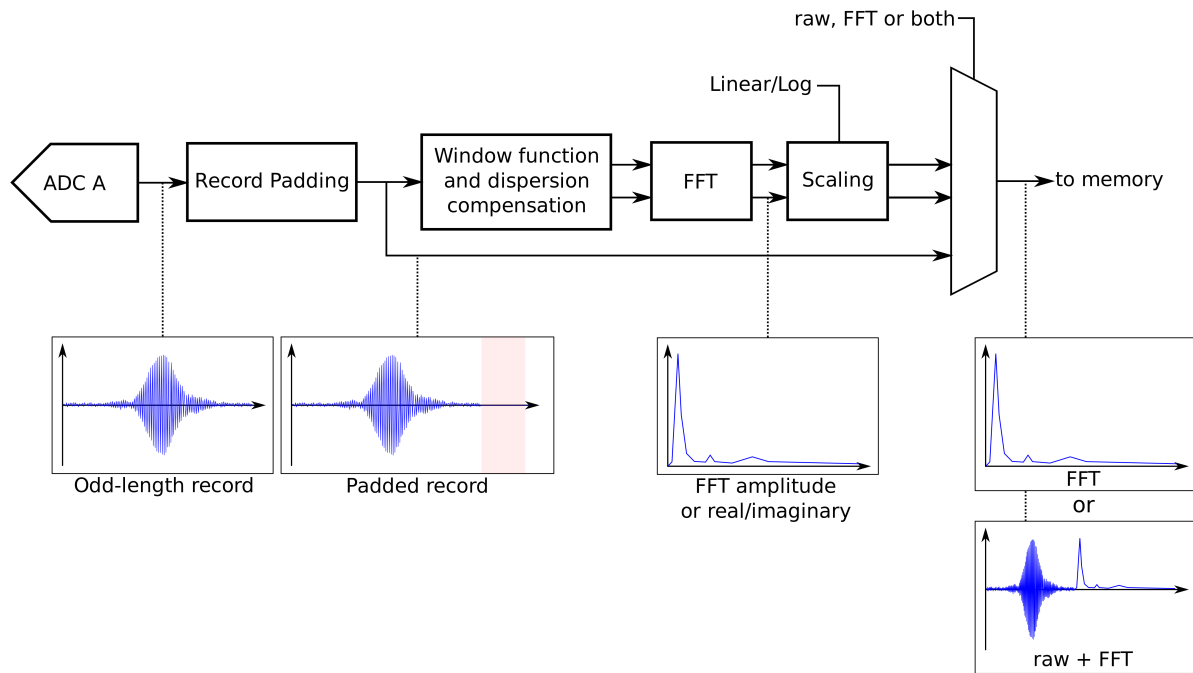 raw, FFT or both
Linear/Log
ADC A
Record Padding
Window function
and dispersion
compensation
FFT
Scaling
to memory
Odd-length record
Padded record
FFT amplitude
or real/imaginary
FFT
or
raw + FFT